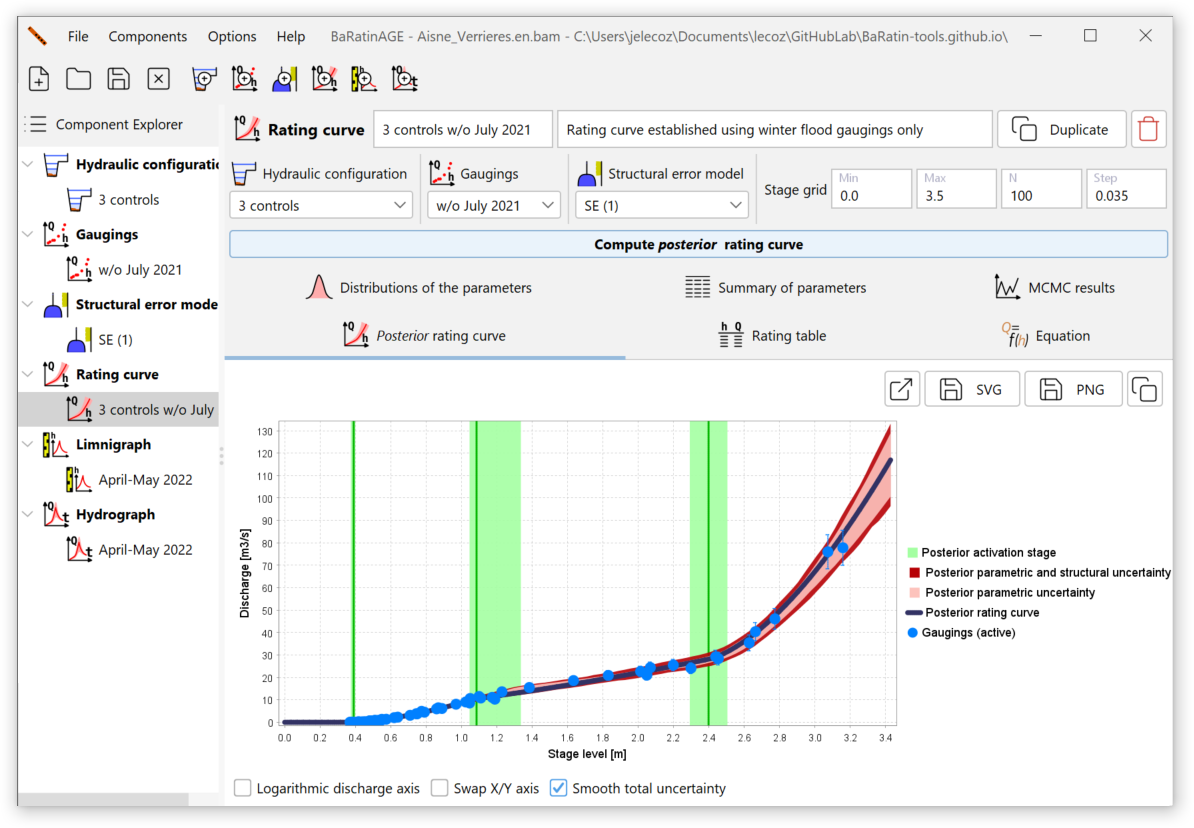 File Components Options Help BaRatinAGE - Aisne_Verrieres.en.bam - C:\Users\jelecoz\Documents\lecoz\GitHubLab\BaRatin-tools.github.io\
Component Explorer
Hydraulic configuratio
3 controls
Gaugings
w/o July 2021
Structural error mode
SE (1)
Rating curve
3 controls w/o July
Limnigraph
April-May 2022
Hydrograph
April-May 2022
Rating curve 3 controls w/o July 2021 Rating curve established using winter flood gaugings only Duplicate
Hydraulic configuration Gaugings Structural error model
3 controls w/o July 2021 SE (1)
Stage grid
Min Max N Step
0.0 3.5 100 0.035
Compute posterior rating curve
Distributions of the parameters Summary of parameters MCMC results
Posterior rating curve Rating table Equation
SVG PNG
Discharge [m3/s]
130
120
110
100
90
80
70
60
50
40
30
20
10
0
0.0 0.2 0.4 0.6 0.8 1.0 1.2 1.4 1.6 1.8 2.0 2.2 2.4 2.6 2.8 3.0 3.2 3.4
Stage level [m]
Posterior activation stage
Posterior parametric and structural uncertainty
Posterior parametric uncertainty
Posterior rating curve
Gaugings (active)
Logarithmic discharge axis Swap X/Y axis Smooth total uncertainty